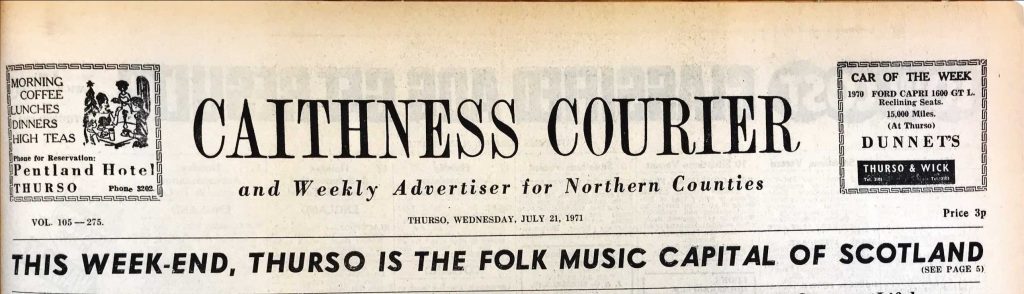 MORNING
COFFEE
LUNCHES
DINNERS
HIGH TEAS
Phone for Reservation:
Pentland Hotel
THURSO Phone 3202
CAITHNESS COURIER
and Weekly Advertiser for Northern Counties
CAR OF THE WEEK
1970 FORD CAPRI 1600 GT L.
Reclining Seats.
15,000 Miles.
(At Thurso)
DUNNET'S
THURSO & WICK
VOL. 105 — 275.
THURSO, WEDNESDAY, JULY 21, 1971
Price 3p
THIS WEEK-END, THURSO IS THE FOLK MUSIC CAPITAL OF SCOTLAND
(SEE PAGE 5)